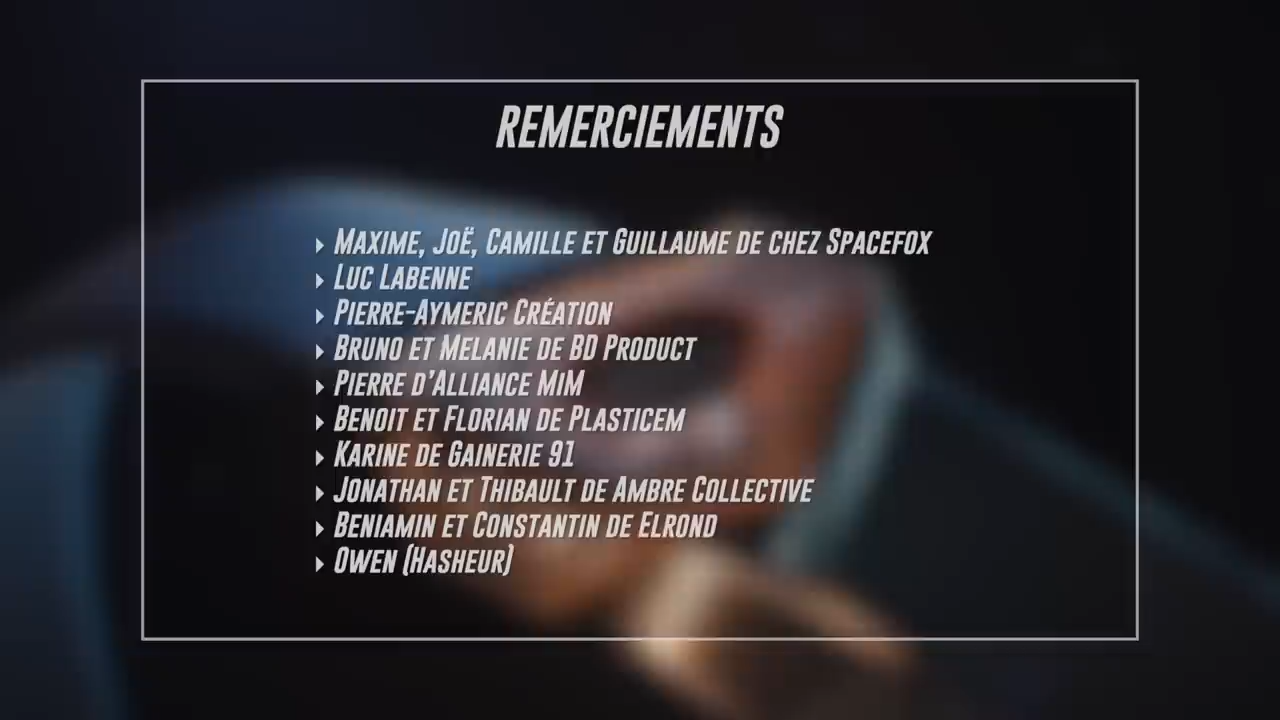 REMERCIEMENTS
MAXIME, JOË, CAMILLE ET GUILLAUME DE CHEZ SPACEFOX
LUC LABENNE
PIERRE-AYMERIC CRÉATION
BRUNO ET MELANIE DE BD PRODUCT
PIERRE D'ALLIANCE MIM
BENOIT ET FLORIAN DE PLASTICEM
KARINE DE GAINERIE 91
JONATHAN ET THIBAULT DE AMBRE COLLECTIVE
BENIAMIN ET CONSTANTIN DE ELROND
OWEN (HASHEUR)